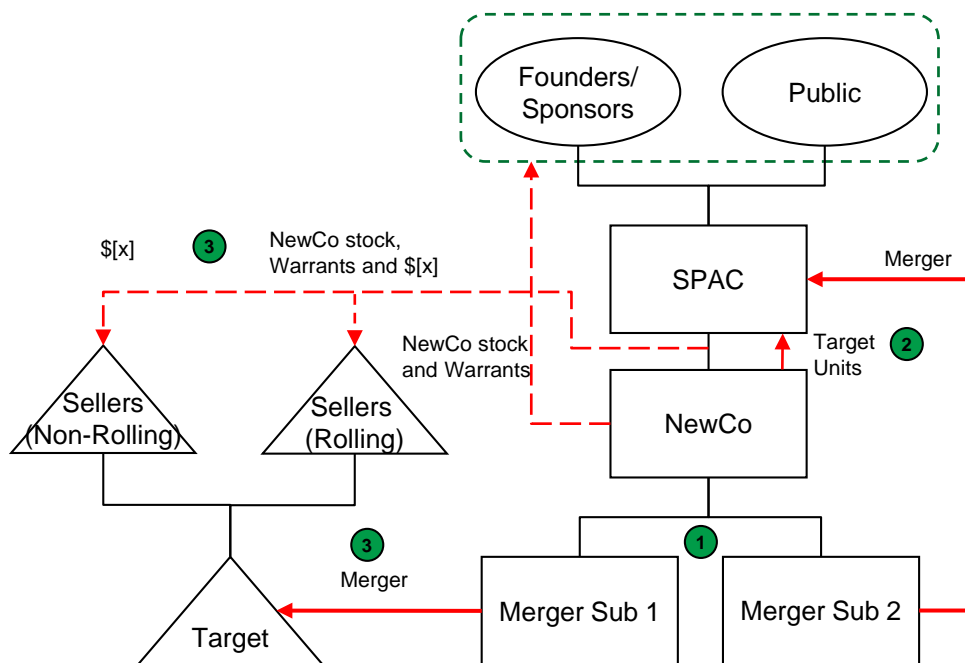 Founders/
Sponsors
Public
$[x]
3
NewCo stock,
Warrants and $[x]
SPAC
Merger
NewCo stock
and Warrants
Target
Units
2
Sellers
(Non-Rolling)
Sellers
(Rolling)
NewCo
3
Merger
1
Target
Merger Sub 1
Merger Sub 2